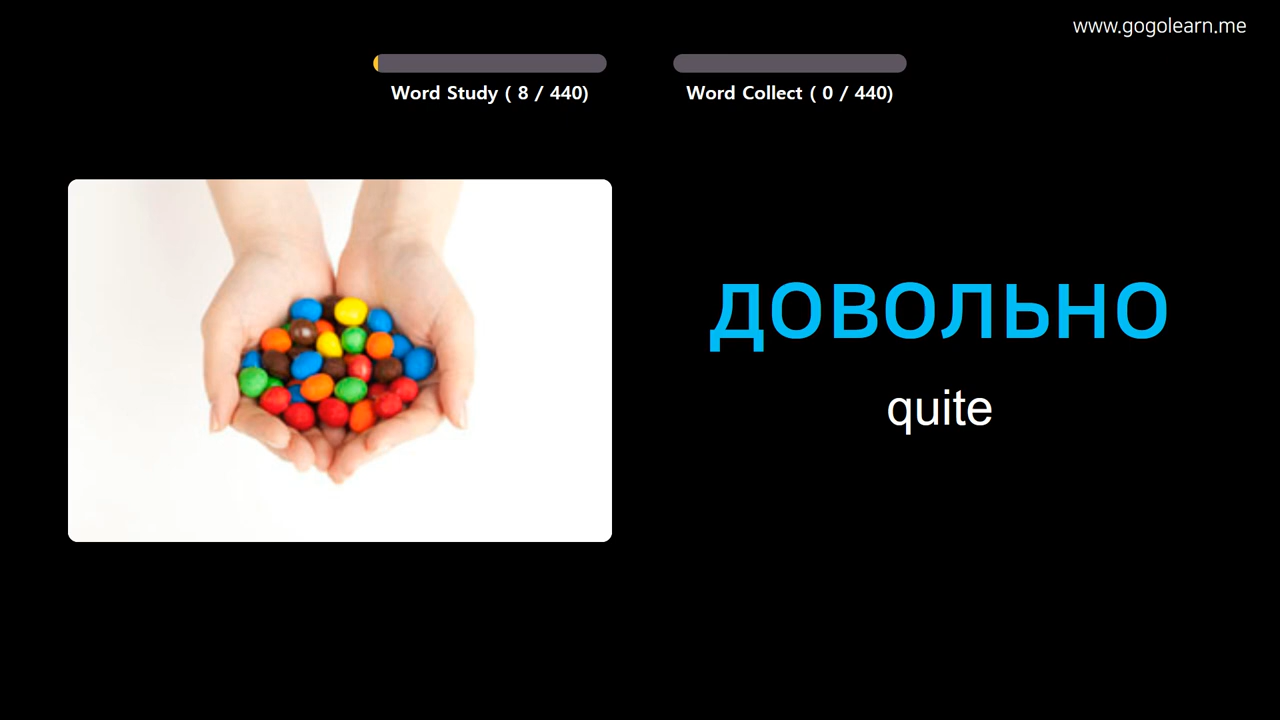 www.gogolearn.me
Word Study ( 8 / 440)
Word Collect ( 0 / 440)
довольно
quite